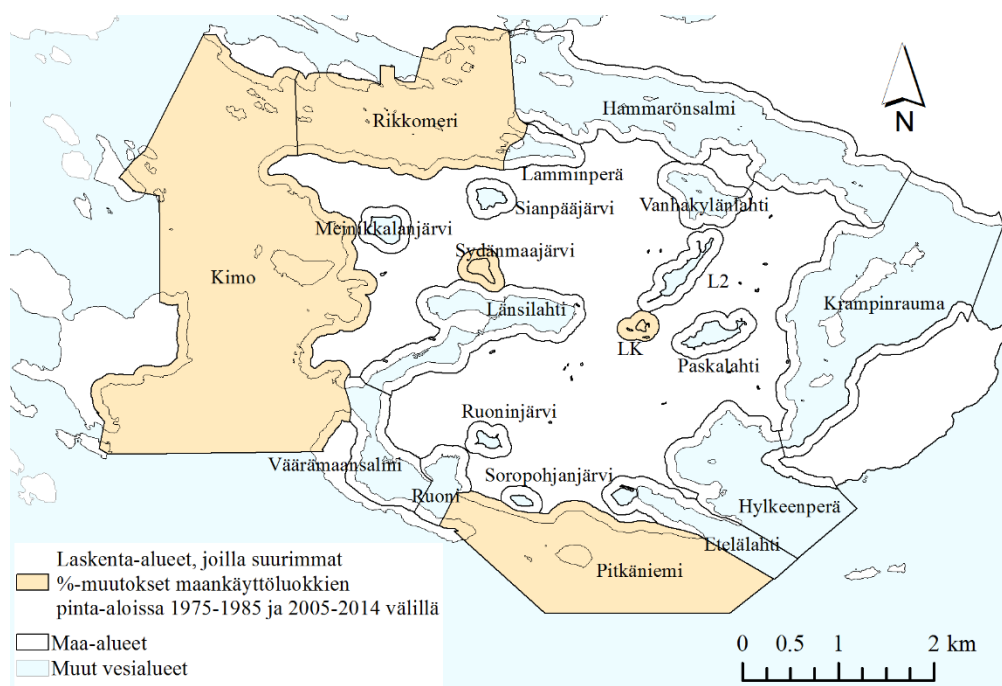 Hämmärönsalmi
Rikkomeri
N
Lamminperä
Sianpääjärvi
Vanhakylänlahti
Meinikkalanjärvi
Sydänmaajärvi
Kimo
L2
Länsilahti
Krampinrauma
LK
Paskalahti
Ruoninjärvi
Väärämaansalmi
Soropohjanjärvi
Ruoni
Hylkeenperä
Etelälahti
Pitkäniemi
Laskenta-alueet, joilla suurimmat
%-muutokset maankäyttöluokkien
pinta-aloissa 1975-1985 ja 2005-2014 välillä
Maa-alueet
Muut vesialueet
0 0.5 1 2 km